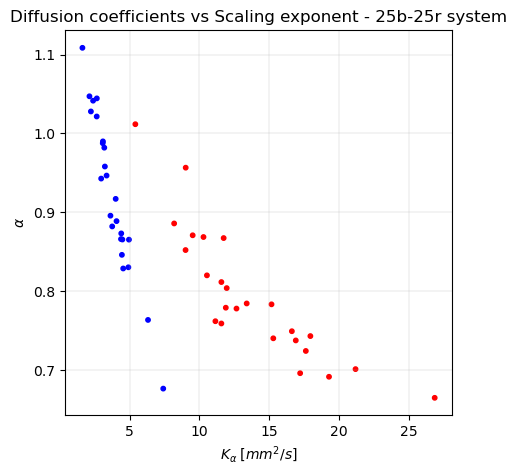 Diffusion coefficients vs Scaling exponent - 25b-25r system
1.1
1.0
0.9
0.8
0.7
α
5 10 15 20 25
Kα [mm²/s]